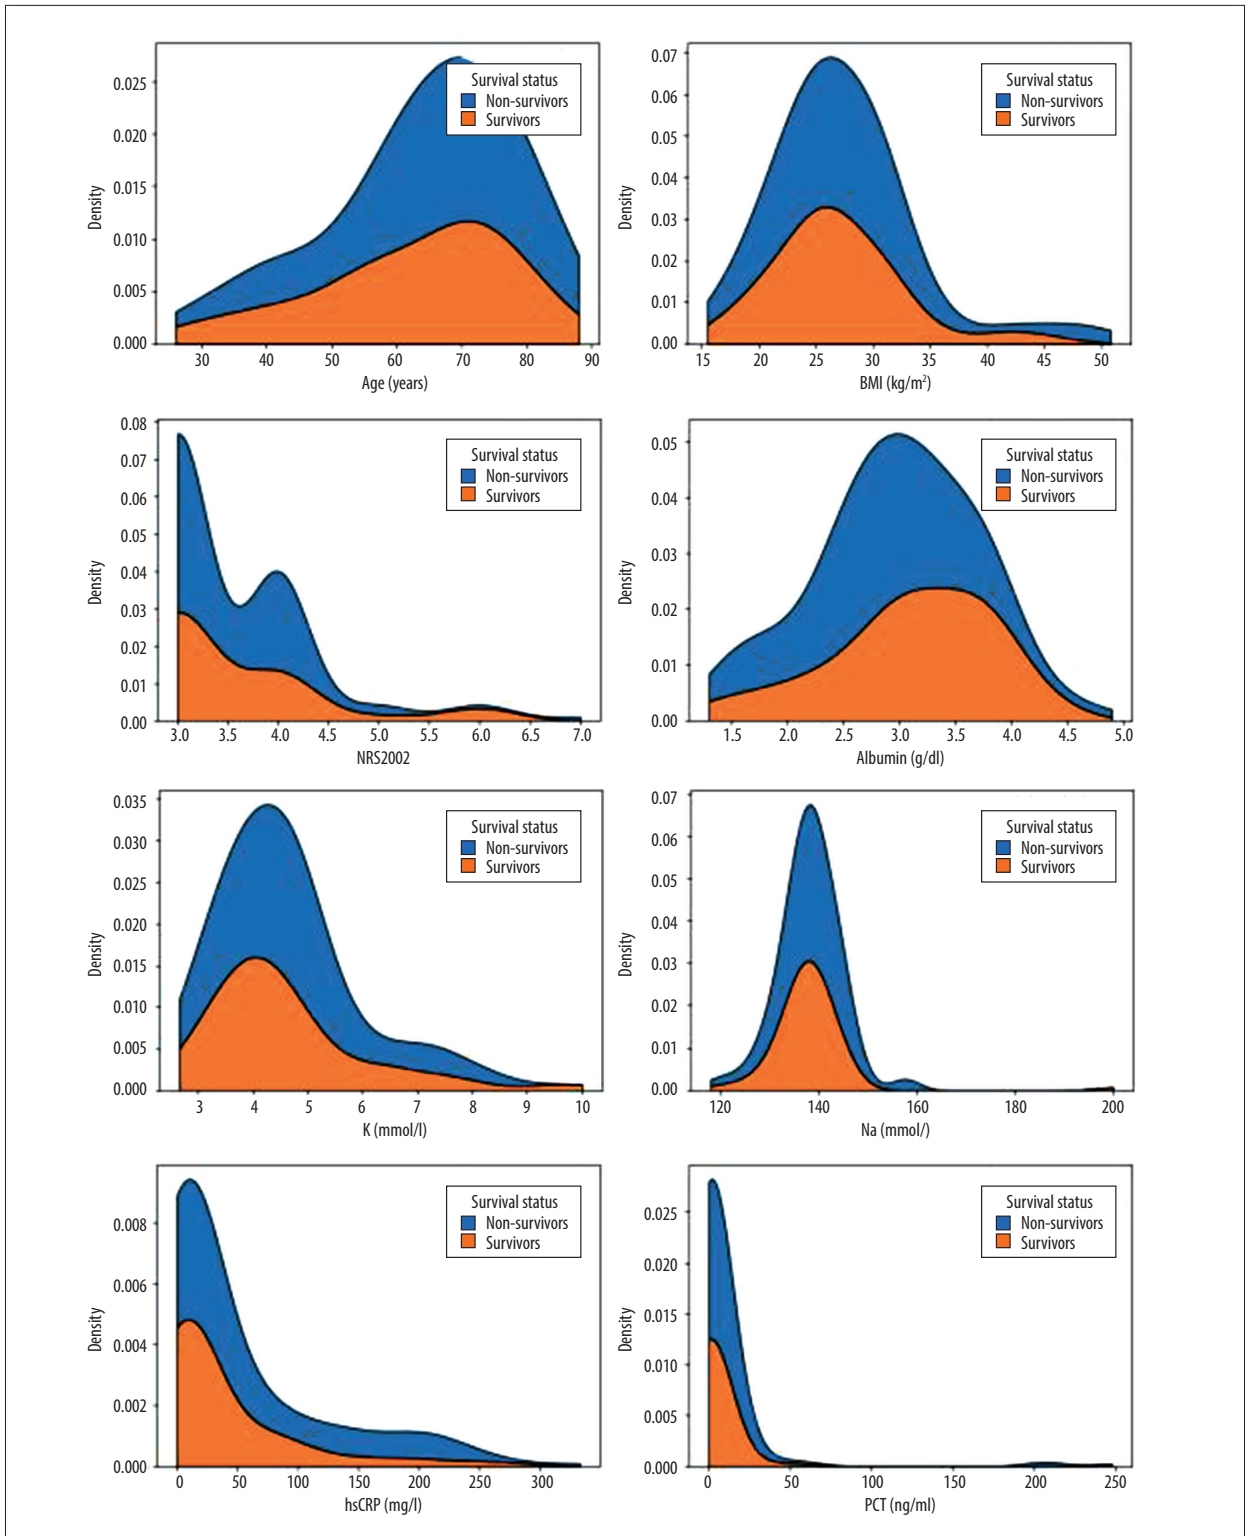 0.025
0.020
0.015
0.010
0.005
0.000
Density
30 40 50 60 70 80 90
Age (years)
Survival status
Non-survivors
Survivors
0.07
0.06
0.05
0.04
0.03
0.02
0.01
0.00
Density
15 20 25 30 35 40 45 50
BMI (kg/m²)
Survival status
Non-survivors
Survivors
0.08
0.07
0.06
0.05
0.04
0.03
0.02
0.01
0.00
Density
3.0 3.5 4.0 4.5 5.0 5.5 6.0 6.5 7.0
NRS2002
Survival status
Non-survivors
Survivors
0.05
0.04
0.03
0.02
0.01
0.00
Density
1.5 2.0 2.5 3.0 3.5 4.0 4.5 5.0
Albumin (g/dl)
Survival status
Non-survivors
Survivors
0.035
0.030
0.025
0.020
0.015
0.010
0.005
0.000
Density
3 4 5 6 7 8 9 10
K (mmol/l)
Survival status
Non-survivors
Survivors
0.07
0.06
0.05
0.04
0.03
0.02
0.01
0.00
Density
120 140 160 180 200
Na (mmol/)
Survival status
Non-survivors
Survivors
0.008
0.006
0.004
0.002
0.000
Density
0 50 100 150 200 250 300
hsCRP (mg/l)
Survival status
Non-survivors
Survivors
0.025
0.020
0.015
0.010
0.005
0.000
Density
0 50 100 150 200 250
PCT (ng/ml)
Survival status
Non-survivors
Survivors